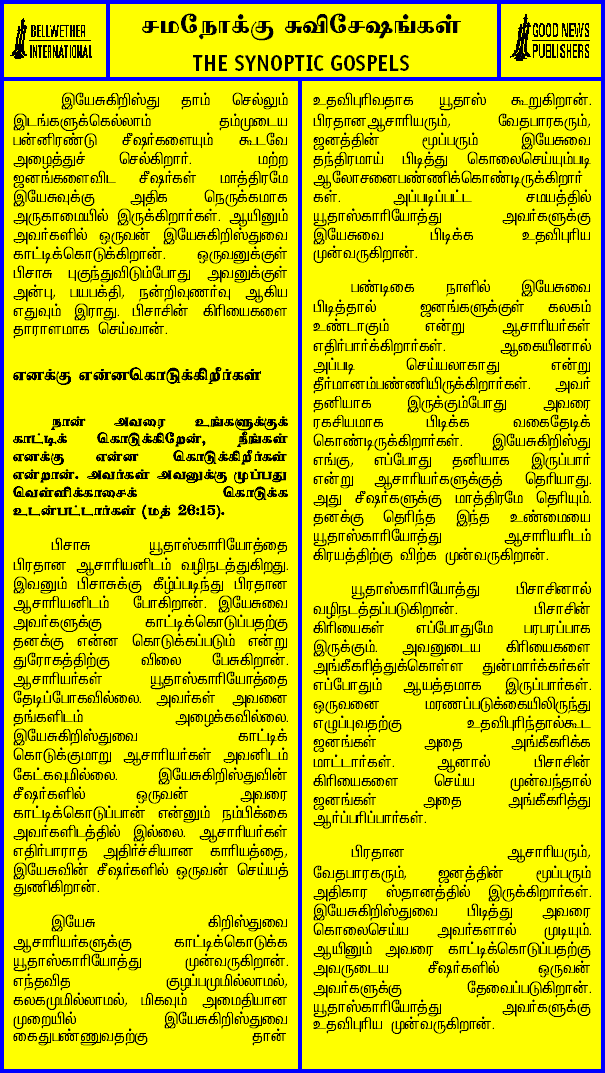 BELLWETHER
INTERNATIONAL
சமநோக்கு சுவிசேஷங்கள்
THE SYNOPTIC GOSPELS
GOOD NEWS
PUBLISHERS
இயேசுகிறிஸ்து தாம் செல்லும்
இடங்களுக்கெல்லாம் தம்முடைய
பன்னிரண்டு சீஷர்களையும் கூடவே
அழைத்துச் செல்கிறார். மற்ற
ஜனங்களைவிட சீஷர்கள் மாத்திரமே
இயேசுவுக்கு அதிக நெருக்கமாக
அருகாமையில் இருக்கிறார்கள். ஆயினும்
அவர்களில் ஒருவன் இயேசுகிறிஸ்துவை
காட்டிக்கொடுக்கிறான். ஒருவனுக்குள்
பிசாசு புகுந்துவிடும்போது அவனுக்குள்
அன்பு, பயபக்தி, நன்றிவுணர்வு ஆகிய
எதுவும் இராது. பிசாசின் கிரியைகளை
தாராளமாக செய்வான்.
எனக்கு என்னகொடுக்கிறீர்கள்
நான் அவரை உங்களுக்குக்
காட்டிக் கொடுக்கிறேன், நீங்கள்
எனக்கு என்ன கொடுக்கிறீர்கள்
என்றான். அவர்கள் அவனுக்கு முப்பது
வெள்ளிக்காசைக் கொடுக்க
உடன்பட்டார்கள் (மத் 26:15).
பிசாசு யூதாஸ்காரியோத்தை
பிரதான ஆசாரியனிடம் வழிநடத்துகிறது.
இவனும் பிசாசுக்கு கீழ்ப்படிந்து பிரதான
ஆசாரியனிடம் போகிறான். இயேசுவை
அவர்களுக்கு காட்டிக்கொடுப்பதற்கு
தனக்கு என்ன கொடுக்கப்படும் என்று
துரோகத்திற்கு விலை பேசுகிறான்.
ஆசாரியர்கள் யூதாஸ்காரியோத்தை
தேடிப்போகவில்லை. அவர்கள் அவனை
தங்களிடம் அழைக்கவில்லை.
இயேசுகிறிஸ்துவை காட்டிக்
கொடுக்குமாறு ஆசாரியர்கள் அவனிடம்
கேட்கவுமில்லை. இயேசுகிறிஸ்துவின்
சீஷர்களில் ஒருவன் அவரை
காட்டிக்கொடுப்பான் என்னும் நம்பிக்கை
அவர்களிடத்தில் இல்லை. ஆசாரியர்கள்
எதிர்பாராத அதிர்ச்சியான காரியத்தை,
இயேசுவின் சீஷர்களில் ஒருவன் செய்யத்
துணிகிறான்.
இயேசு கிறிஸ்துவை
ஆசாரியர்களுக்கு காட்டிக்கொடுக்க
யூதாஸ்காரியோத்து முன்வருகிறான்.
எந்தவித குழப்பமுமில்லாமல்,
கலகமுமில்லாமல், மிகவும் அமைதியான
முறையில் இயேசுகிறிஸ்துவை
கைதுபண்ணுவதற்கு தான்
உதவிபுரிவதாக யூதாஸ் கூறுகிறான்.
பிரதானஆசாரியரும், வேதபாரகரும்,
ஜனத்தின் மூப்பரும் இயேசுவை
தந்திரமாய் பிடித்து கொலைசெய்யும்படி
ஆலோசனைபண்ணிக்கொண்டிருக்கிறார்
கள். அப்படிப்பட்ட சமயத்தில்
யூதாஸ்காரியோத்து அவர்களுக்கு
இயேசுவை பிடிக்க உதவிபுரிய
முன்வருகிறான்.
பண்டிகை நாளில் இயேசுவை
பிடித்தால் ஜனங்களுக்குள் கலகம்
உண்டாகும் என்று ஆசாரியர்கள்
எதிர்பார்க்கிறார்கள். ஆகையினால்
அப்படி செய்யலாகாது என்று
தீர்மானம்பண்ணியிருக்கிறார்கள். அவர்
தனியாக இருக்கும்போது அவரை
ரகசியமாக பிடிக்க வகைதேடிக்
கொண்டிருக்கிறார்கள். இயேசுகிறிஸ்து
எங்கு, எப்போது தனியாக இருப்பார்
என்று ஆசாரியர்களுக்குத் தெரியாது.
அது சீஷர்களுக்கு மாத்திரமே தெரியும்.
தனக்கு தெரிந்த இந்த உண்மையை
யூதாஸ்காரியோத்து ஆசாரியரிடம்
கிரயத்திற்கு விற்க முன்வருகிறான்.
யூதாஸ்காரியோத்து பிசாசினால்
வழிநடத்தப்படுகிறான். பிசாசின்
கிரியைகள் எப்போதுமே பரபரப்பாக
இருக்கும். அவனுடைய கிரியைகளை
அங்கீகரித்துக்கொள்ள துன்மார்க்கர்கள்
எப்போதும் ஆயத்தமாக இருப்பார்கள்.
ஒருவனை மரணப்படுக்கையிலிருந்து
எழுப்புவதற்கு உதவிபுரிந்தால்கூட
ஜனங்கள் அதை அங்கீகரிக்க
மாட்டார்கள். ஆனால் பிசாசின்
கிரியைகளை செய்ய முன்வந்தால்
ஜனங்கள் அதை அங்கீகரித்து
ஆர்ப்பரிப்பார்கள்.
பிரதான ஆசாரியரும்,
வேதபாரகரும், ஜனத்தின் மூப்பரும்
அதிகார ஸ்தானத்தில் இருக்கிறார்கள்.
இயேசுகிறிஸ்துவை பிடித்து அவரை
கொலைசெய்ய அவர்களால் முடியும்.
ஆயினும் அவரை காட்டிக்கொடுப்பதற்கு
அவருடைய சீஷர்களில் ஒருவன்
அவர்களுக்கு தேவைப்படுகிறான்.
யூதாஸ்காரியோத்து அவர்களுக்கு
உதவிபுரிய முன்வருகிறான்.